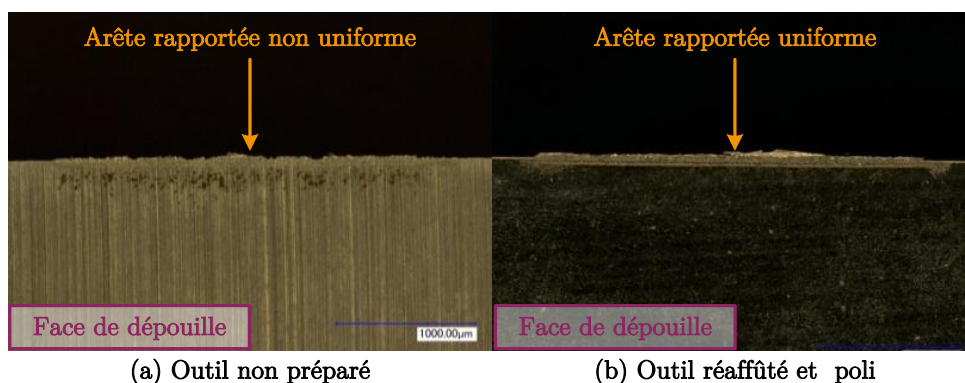 Arête rapportée non uniforme
Arête rapportée uniforme
Face de dépouille
1000.00µm
Face de dépouille
(a) Outil non préparé
(b) Outil réaffûté et poli